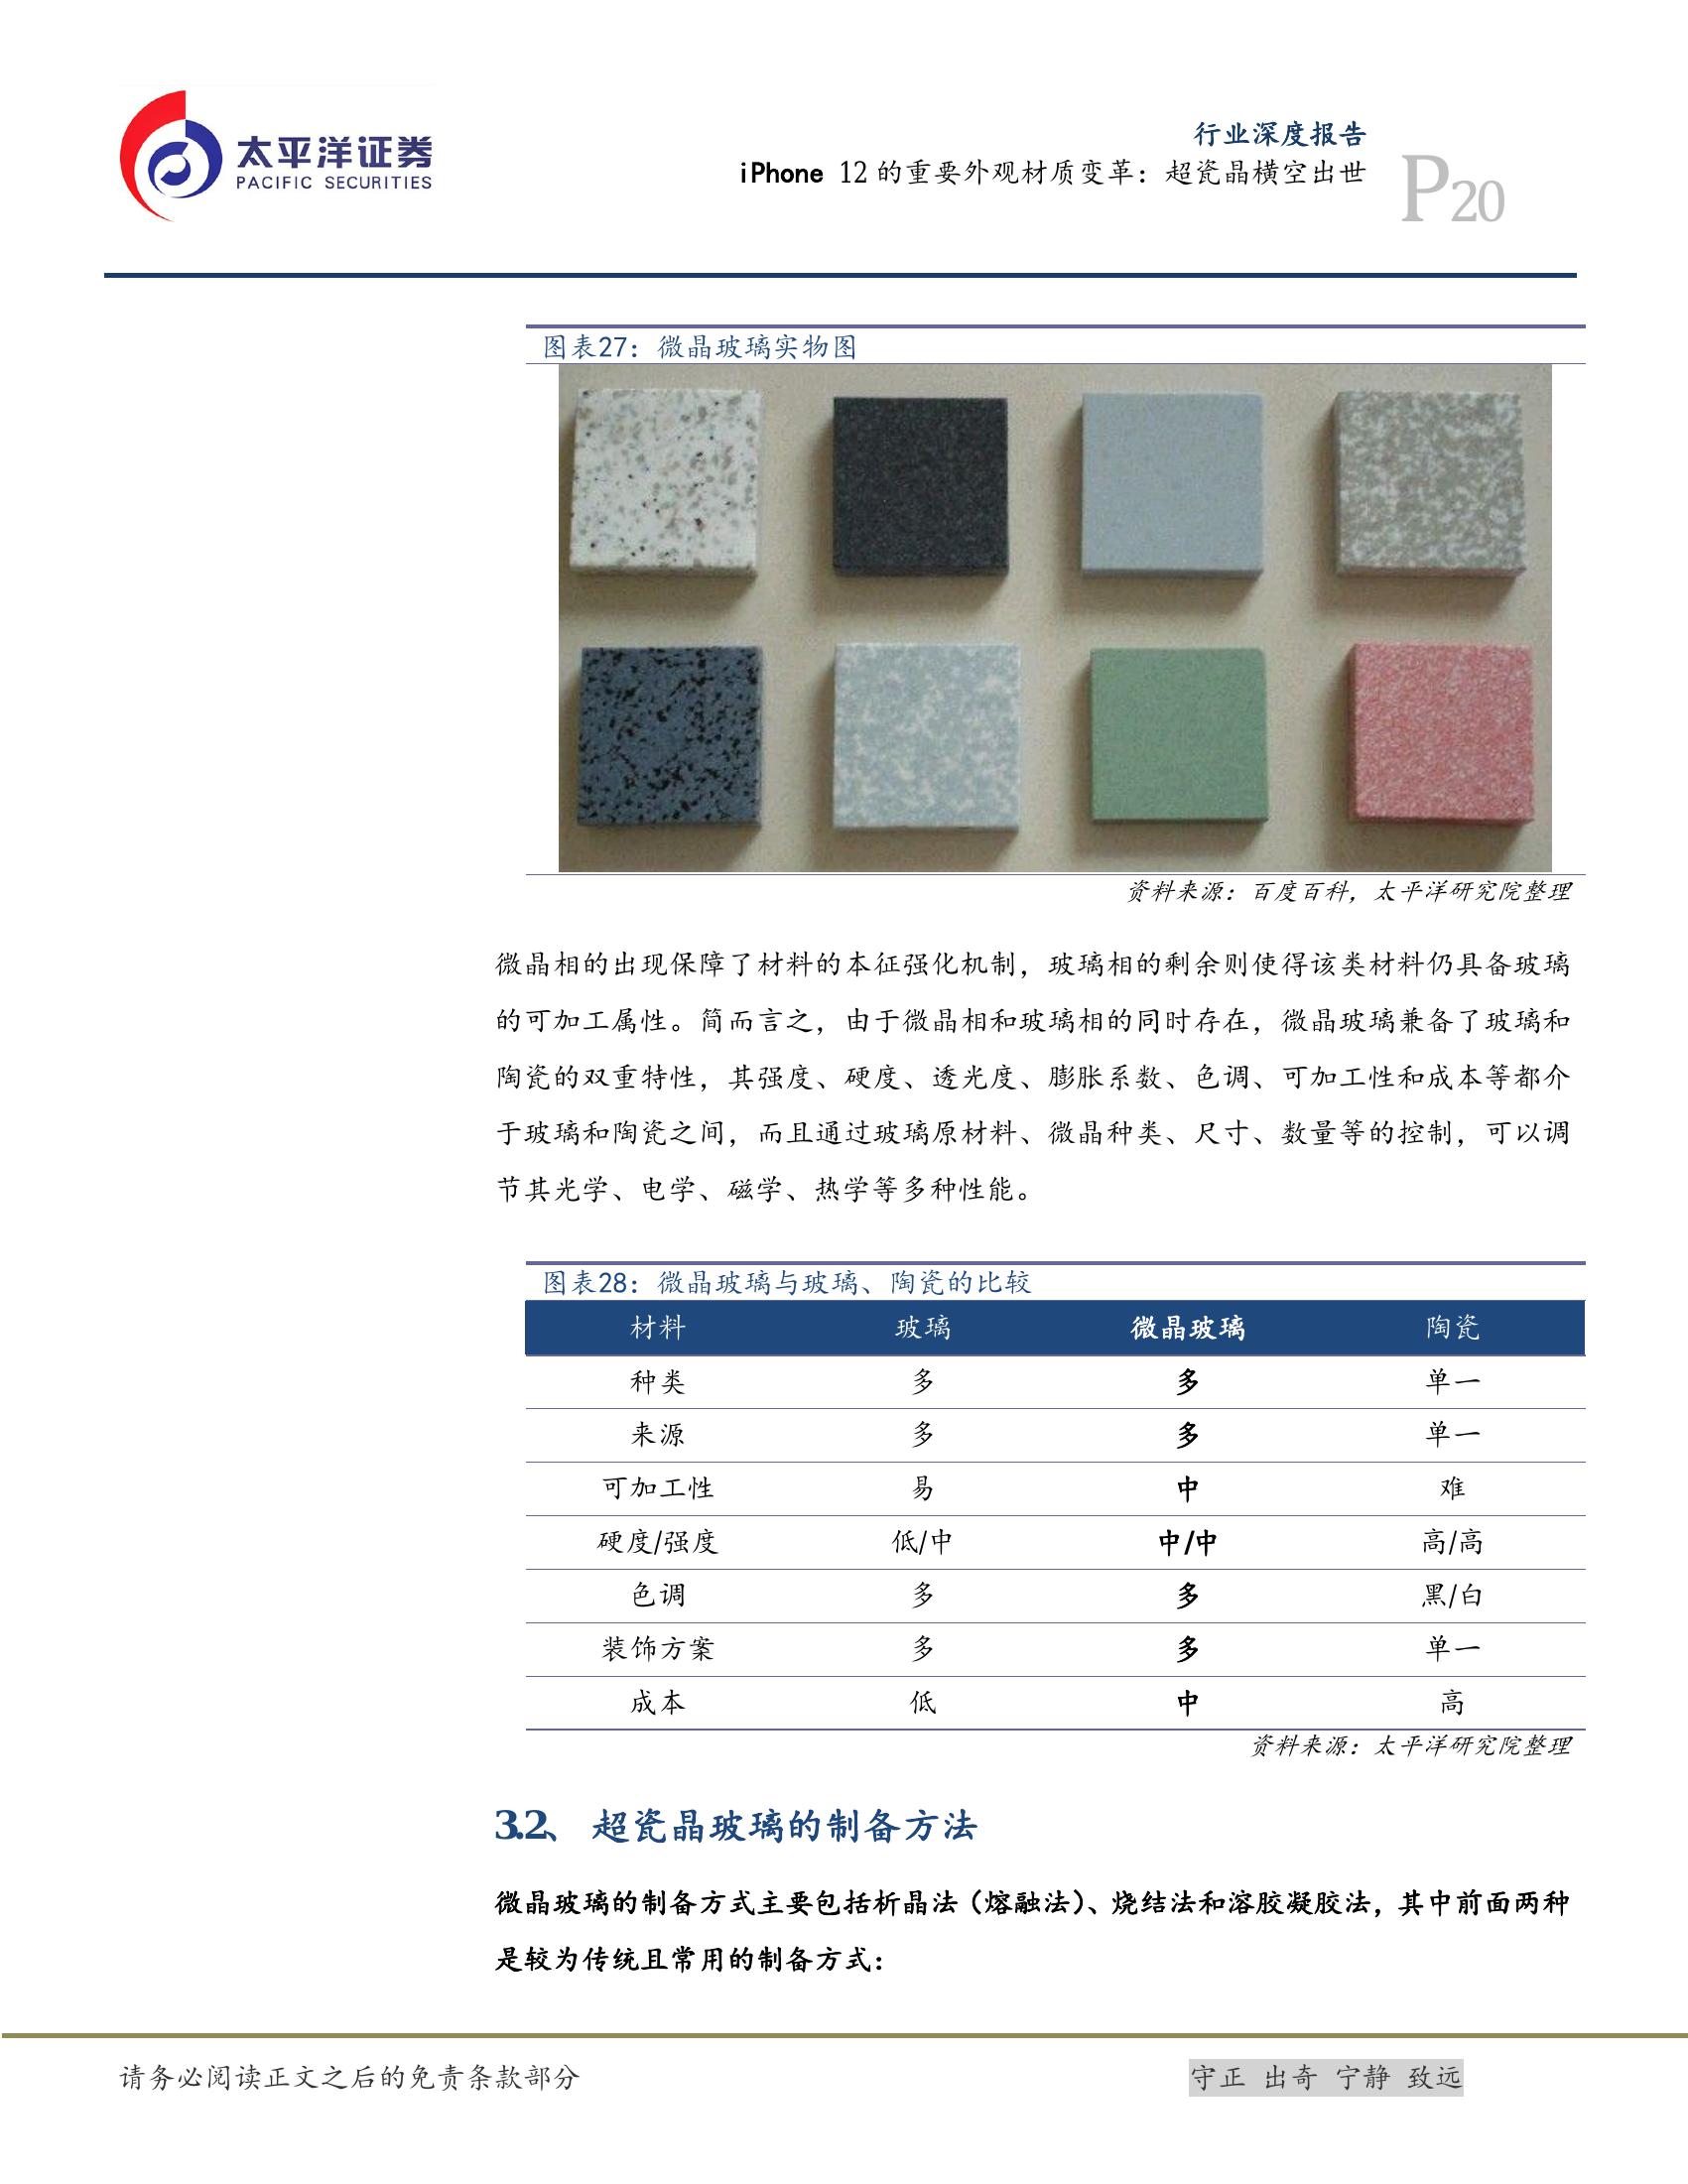 太平洋证券
PACIFIC SECURITIES
行业深度报告
iPhone 12的重要外观材质变革：超瓷晶横空出世
P20
图表27：微晶玻璃实物图
资料来源：百度百科，太平洋研究院整理
微晶相的出现保障了材料的本征强化机制，玻璃相的剩余则使得该类材料仍具备玻璃
的可加工属性。简而言之，由于微晶相和玻璃相的同时存在，微晶玻璃兼备了玻璃和
陶瓷的双重特性，其强度、硬度、透光度、膨胀系数、色调、可加工性和成本等都介
于玻璃和陶瓷之间，而且通过玻璃原材料、微晶种类、尺寸、数量等的控制，可以调
节其光学、电学、磁学、热学等多种性能。
图表28：微晶玻璃与玻璃、陶瓷的比较
材料 玻璃 微晶玻璃 陶瓷
种类 多 多 单一
来源 多 多 单一
可加工性 易 中 难
硬度/强度 低/中 中/中 高/高
色调 多 多 黑/白
装饰方案 多 多 单一
成本 低 中 高
资料来源：太平洋研究院整理
3.2、 超瓷晶玻璃的制备方法
微晶玻璃的制备方式主要包括析晶法（熔融法）、烧结法和溶胶凝胶法，其中前面两种
是较为传统且常用的制备方式：
请务必阅读正文之后的免责条款部分
守正 出奇 宁静 致远